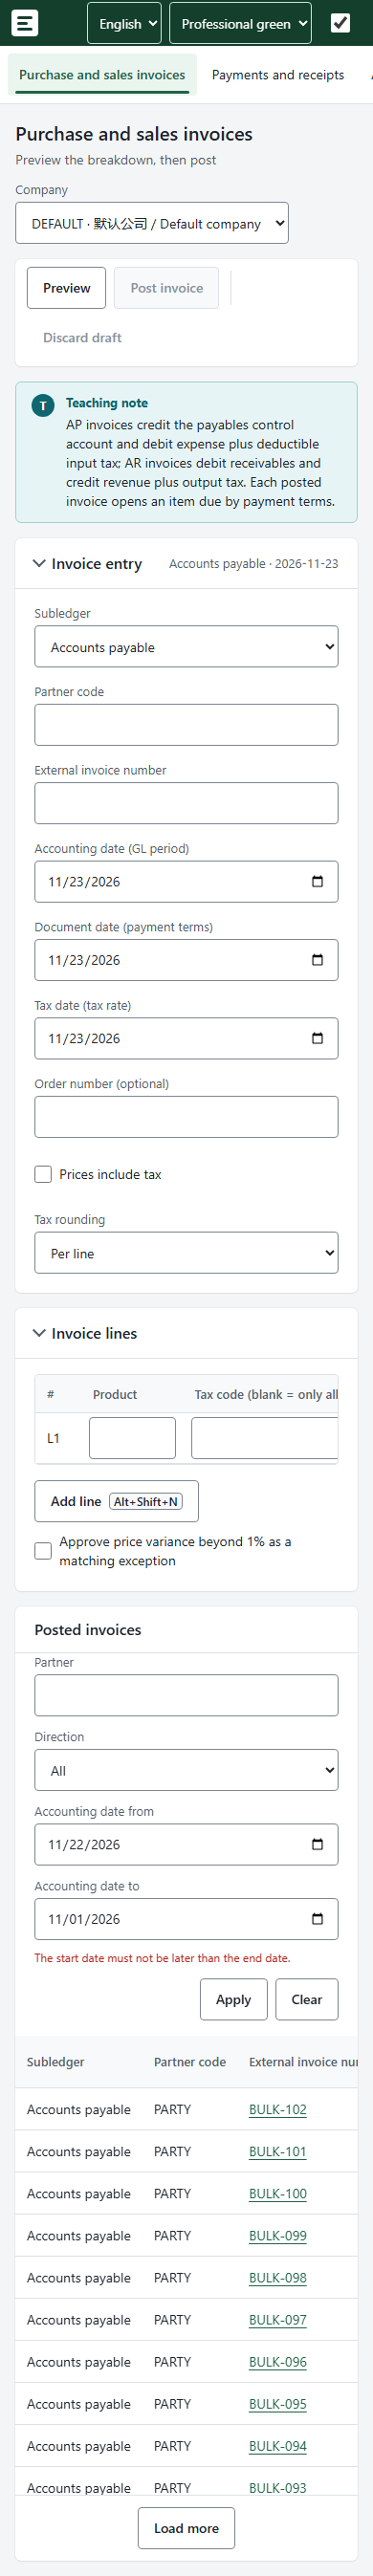 English
Professional green
Purchase and sales invoices
Payments and receipts
Purchase and sales invoices
Preview the breakdown, then post
Company
DEFAULT · 默认公司 / Default company
Preview
Post invoice
Discard draft
T
Teaching note
AP invoices credit the payables control
account and debit expense plus deductible
input tax; AR invoices debit receivables and
credit revenue plus output tax. Each posted
invoice opens an item due by payment terms.
Invoice entry
Accounts payable · 2026-11-23
Subledger
Accounts payable
Partner code
External invoice number
Accounting date (GL period)
11/23/2026
Document date (payment terms)
11/23/2026
Tax date (tax rate)
11/23/2026
Order number (optional)
Prices include tax
Tax rounding
Per line
Invoice lines
# Product Tax code (blank = only all
L1
Add line Alt+Shift+N
Approve price variance beyond 1% as a
matching exception
Posted invoices
Partner
Direction
All
Accounting date from
11/22/2026
Accounting date to
11/01/2026
The start date must not be later than the end date.
Apply
Clear
Subledger Partner code External invoice nu
Accounts payable PARTY BULK-102
Accounts payable PARTY BULK-101
Accounts payable PARTY BULK-100
Accounts payable PARTY BULK-099
Accounts payable PARTY BULK-098
Accounts payable PARTY BULK-097
Accounts payable PARTY BULK-096
Accounts payable PARTY BULK-095
Accounts payable PARTY BULK-094
Accounts payable PARTY BULK-093
Load more